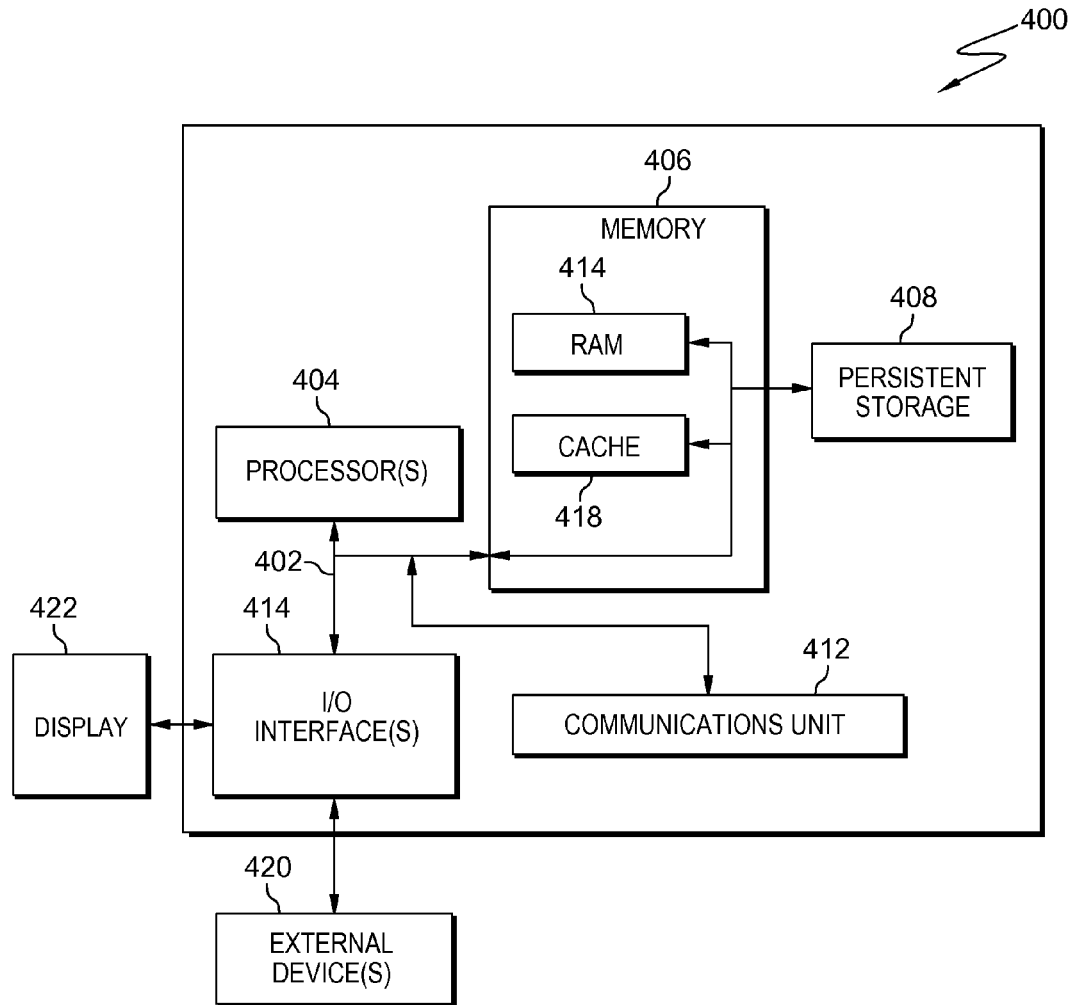 400
406
MEMORY
414
RAM
408
PERSISTENT
STORAGE
404
PROCESSOR(S)
CACHE
418
402
422
414
412
DISPLAY
I/O
INTERFACE(S)
COMMUNICATIONS UNIT
420
EXTERNAL
DEVICE(S)